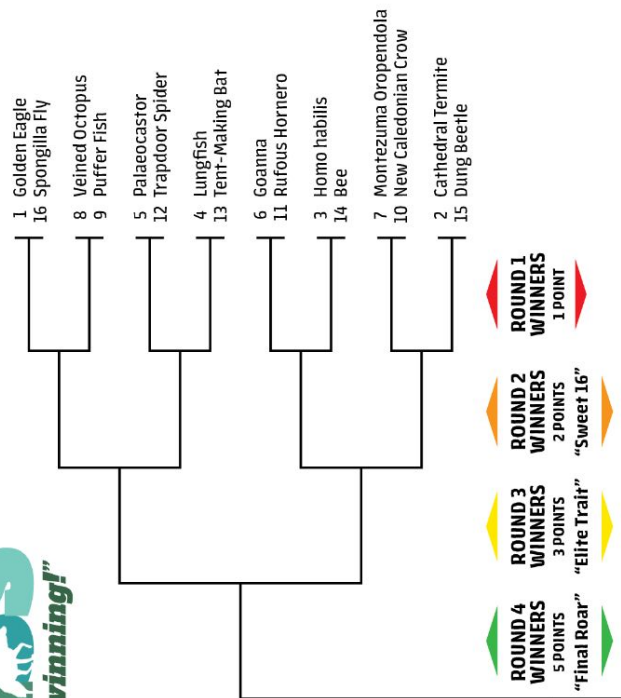 1 Golden Eagle
16 Spongilla Fly
8 Veined Octopus
9 Puffer Fish
5 Palaeocastor
12 Trapdoor Spider
4 Lungfish
13 Tent-Making Bat
6 Goanna
11 Rufous Hornero
3 Homo habilis
14 Bee
7 Montezuma Oropendola
10 New Caledonian Crow
2 Cathedral Termite
15 Dung Beetle
ROUND 1
WINNERS
1 POINT
ROUND 2
WINNERS
2 POINTS
"Sweet 16"
ROUND 3
WINNERS
3 POINTS
"Elite Trait"
ROUND 4
WINNERS
5 POINTS
"Final Roar"
winning!"